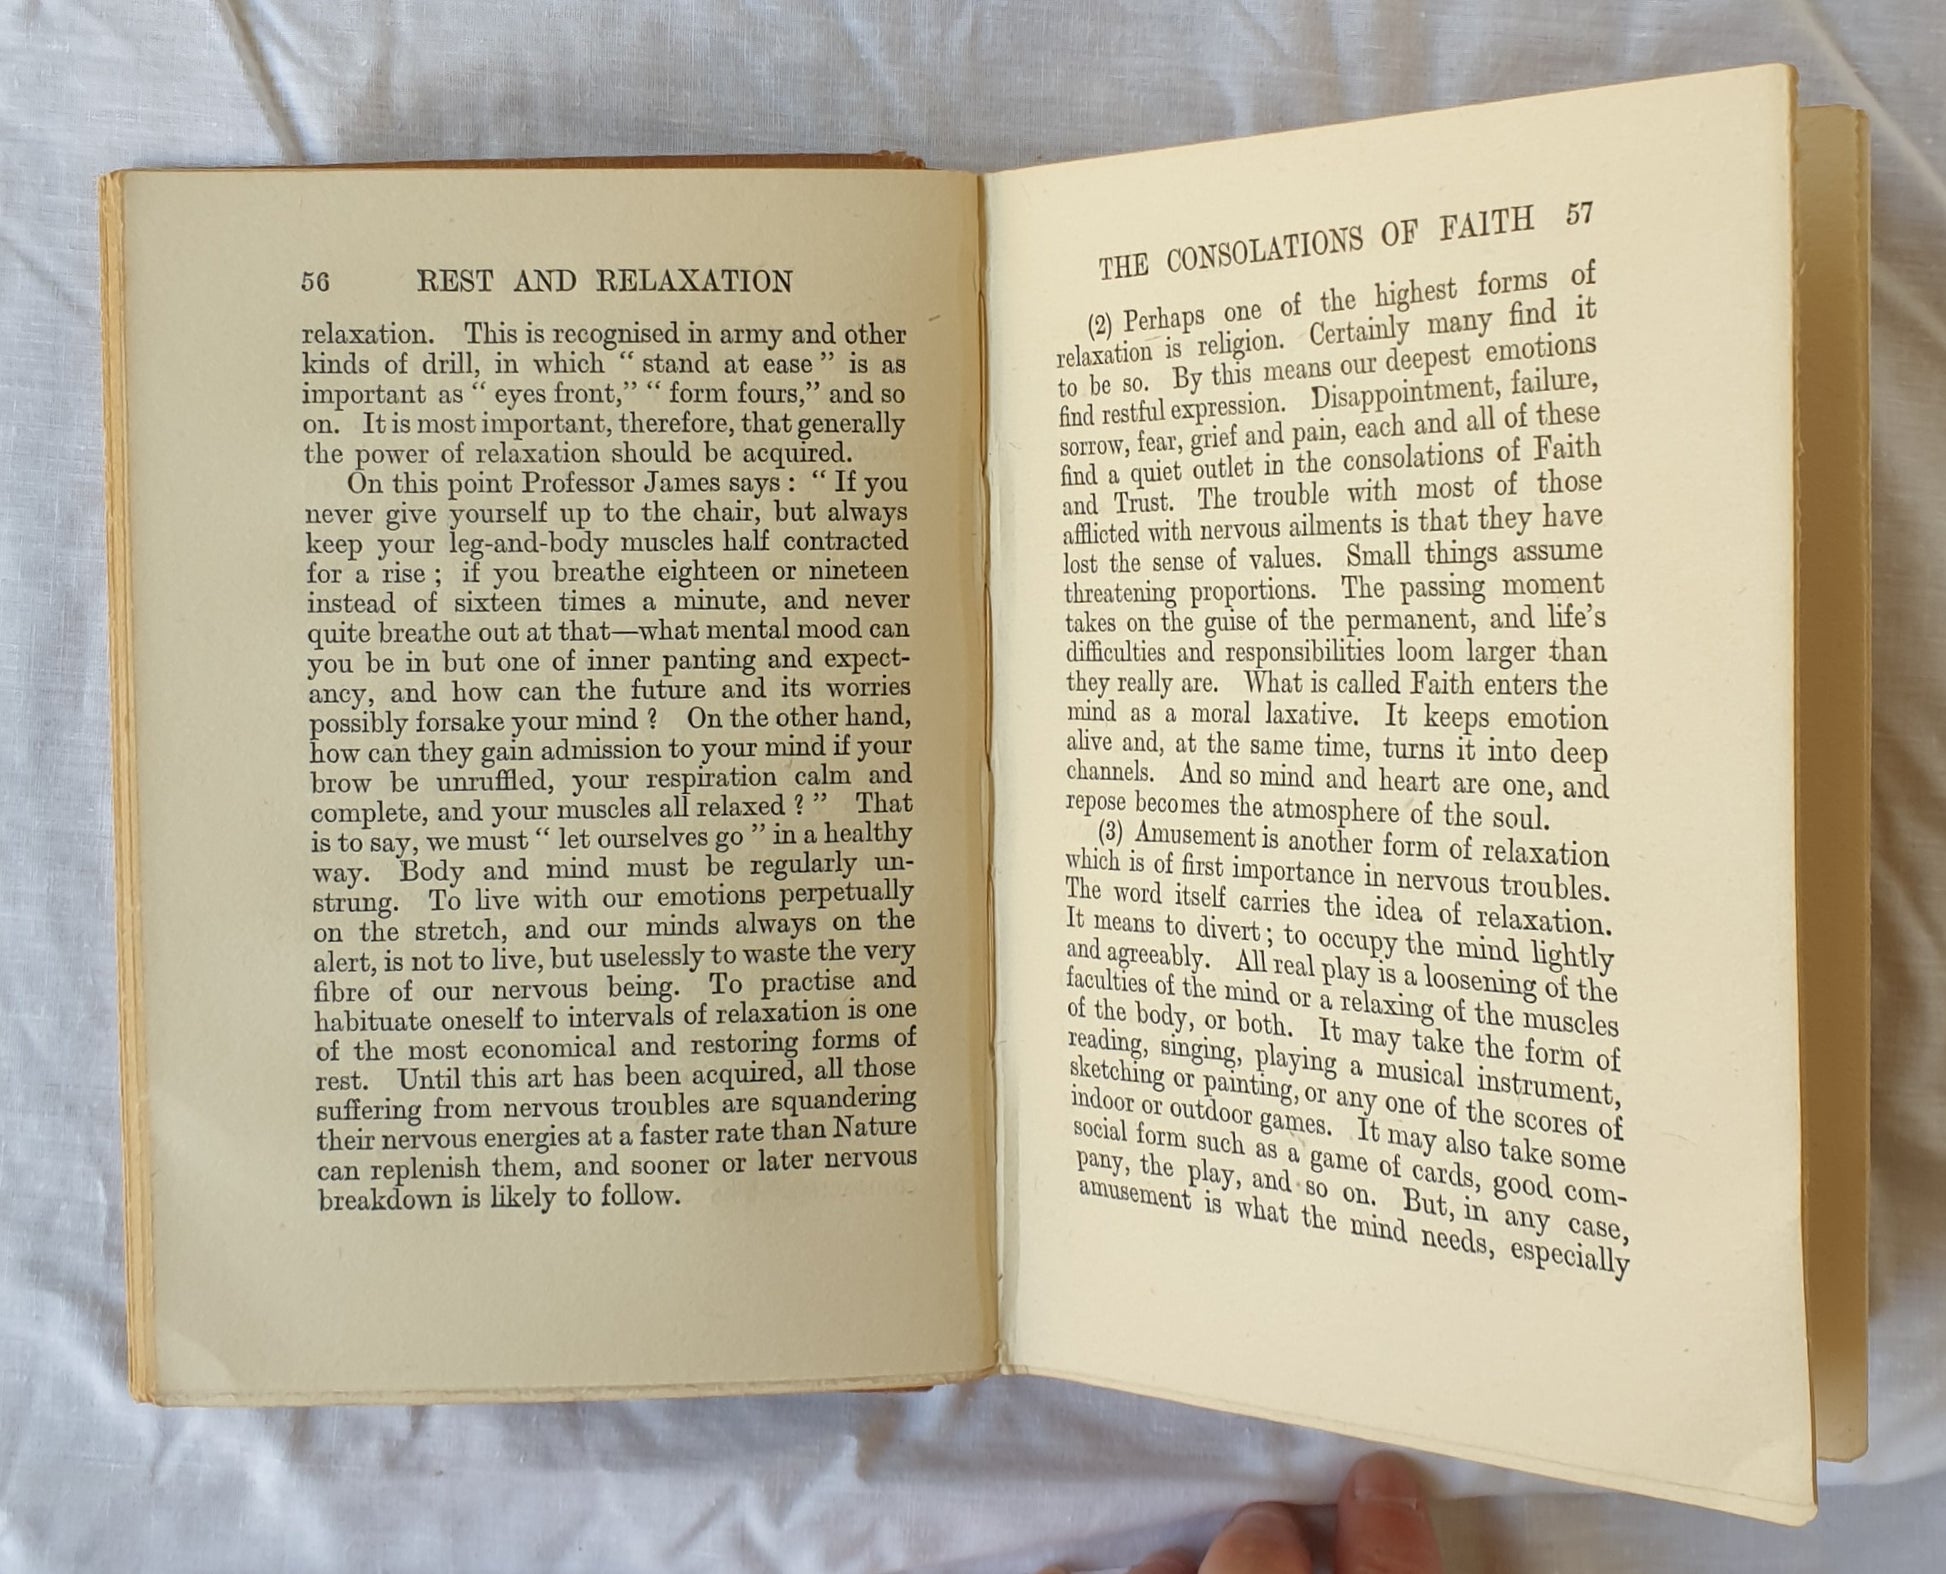 56 REST AND RELAXATION
relaxation. This is recognised in army and other
kinds of drill, in which “ stand at ease ” is as
important as “ eyes front,” “ form fours,” and so
on. It is most important, therefore, that generally
the power of relaxation should be acquired.
On this point Professor James says : “ If you
never give yourself up to the chair, but always
keep your leg-and-body muscles half contracted
for a rise ; if you breathe eighteen or nineteen
instead of sixteen times a minute, and never
quite breathe out at that—what mental mood can
you be in but one of inner panting and expect-
ancy, and how can the future and its worries
possibly forsake your mind ? On the other hand,
how can they gain admission to your mind if your
brow be unruffled, your respiration calm and
complete, and your muscles all relaxed ? ” That
is to say, we must “ let ourselves go ” in a healthy
way. Body and mind must be regularly un-
strung. To live with our emotions perpetually
on the stretch, and our minds always on the
alert, is not to live, but uselessly to waste the very
fibre of our nervous being. To practise and
habituate oneself to intervals of relaxation is one
of the most economical and restoring forms of
rest. Until this art has been acquired, all those
suffering from nervous troubles are squandering
their nervous energies at a faster rate than Nature
can replenish them, and sooner or later nervous
breakdown is likely to follow.
THE CONSOLATIONS OF FAITH 57
(2) Perhaps one of the highest forms of
relaxation is religion. Certainly many find it
to be so. By this means our deepest emotions
find restful expression. Disappointment, failure,
sorrow, fear, grief and pain, each and all of these
find a quiet outlet in the consolations of Faith
and Trust. The trouble with most of those
afflicted with nervous ailments is that they have
lost the sense of values. Small things assume
threatening proportions. The passing moment
takes on the guise of the permanent, and life’s
difficulties and responsibilities loom larger than
they really are. What is called Faith enters the
mind as a moral laxative. It keeps emotion
alive and, at the same time, turns it into deep
channels. And so mind and heart are one, and
repose becomes the atmosphere of the soul.
(3) Amusement is another form of relaxation
which is of first importance in nervous troubles.
The word itself carries the idea of relaxation.
It means to divert ; to occupy the mind lightly
and agreeably. All real play is a loosening of the
faculties of the mind or a relaxing of the muscles
of the body, or both. It may take the form of
reading, singing, playing a musical instrument,
sketching or painting, or any one of the scores of
indoor or outdoor games. It may also take some
social form such as a game of cards, good com-
pany, the play, and so on. But, in any case,
amusement is what the mind needs, especially